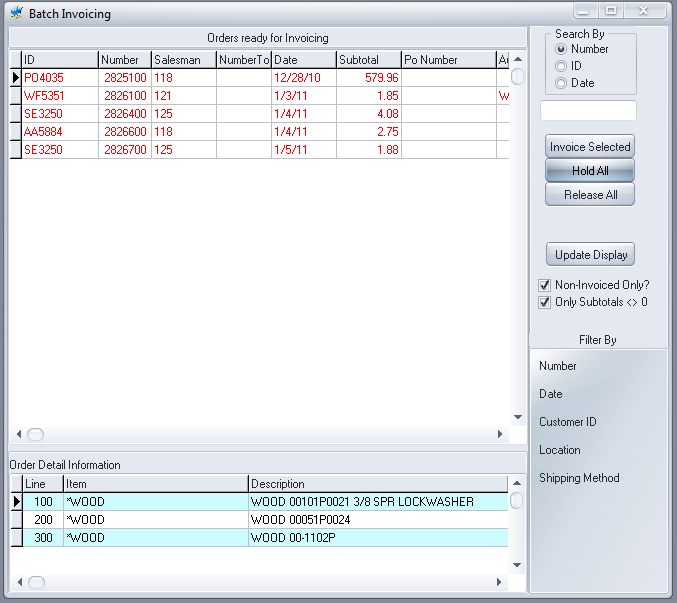 Batch Invoicing
Orders ready for Invoicing
ID Number Salesman NumberTo Date Subtotal Po Number
PO4035 2825100 118 12/28/10 579.96
WF5351 2826100 121 1/3/11 1.85 W
SE3250 2826400 125 1/4/11 4.08
AA5884 2826600 118 1/4/11 2.75
SE3250 2826700 125 1/5/11 1.88
Search By
Number
ID
Date
Invoice Selected
Hold All
Release All
Update Display
Non-Invoiced Only?
Only Subtotals <> 0
Filter By
Number
Date
Customer ID
Location
Shipping Method
Order Detail Information
Line Item Description
100 *WOOD WOOD 00101P0021 3/8 SPR LOCKWASHER
200 *WOOD WOOD 00051P0024
300 *WOOD WOOD 00-1102P